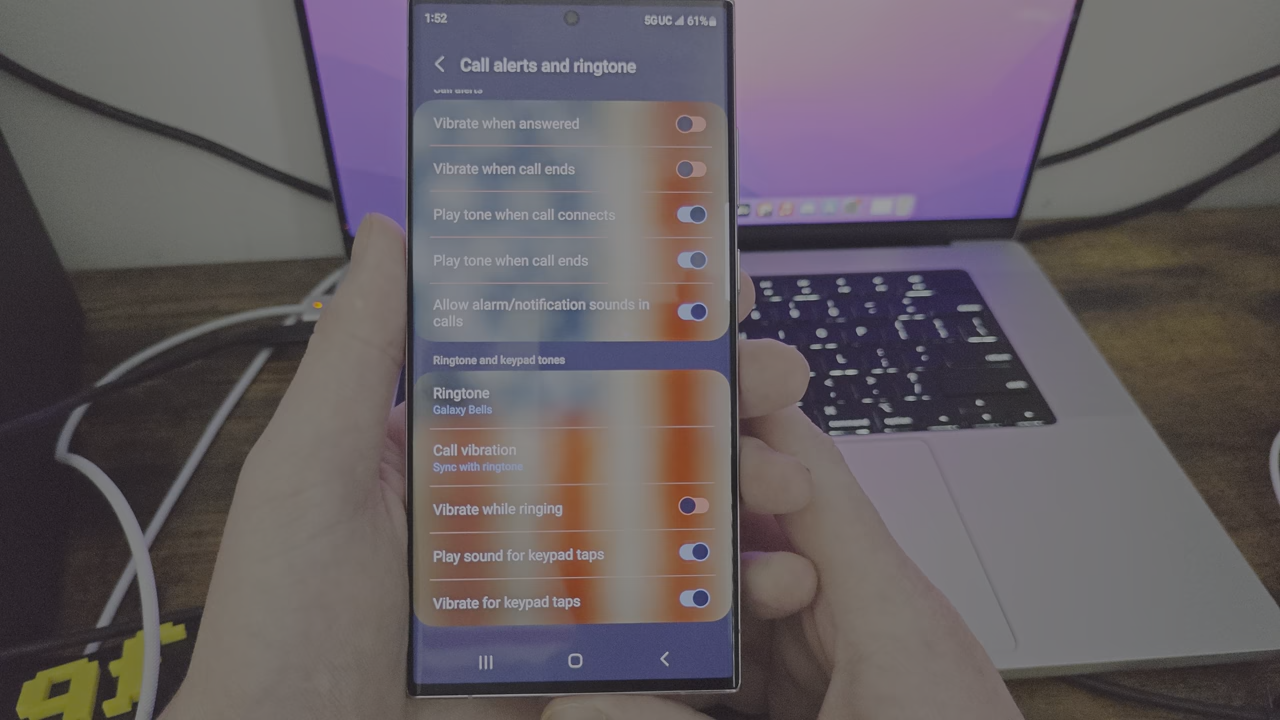 1:52
5GUC 61%
Call alerts and ringtone
Call alerts
Vibrate when answered
Vibrate when call ends
Play tone when call connects
Play tone when call ends
Allow alarm/notification sounds in
calls
Ringtone and keypad tones
Ringtone
Galaxy Bells
Call vibration
Sync with ringtone
Vibrate while ringing
Play sound for keypad taps
Vibrate for keypad taps